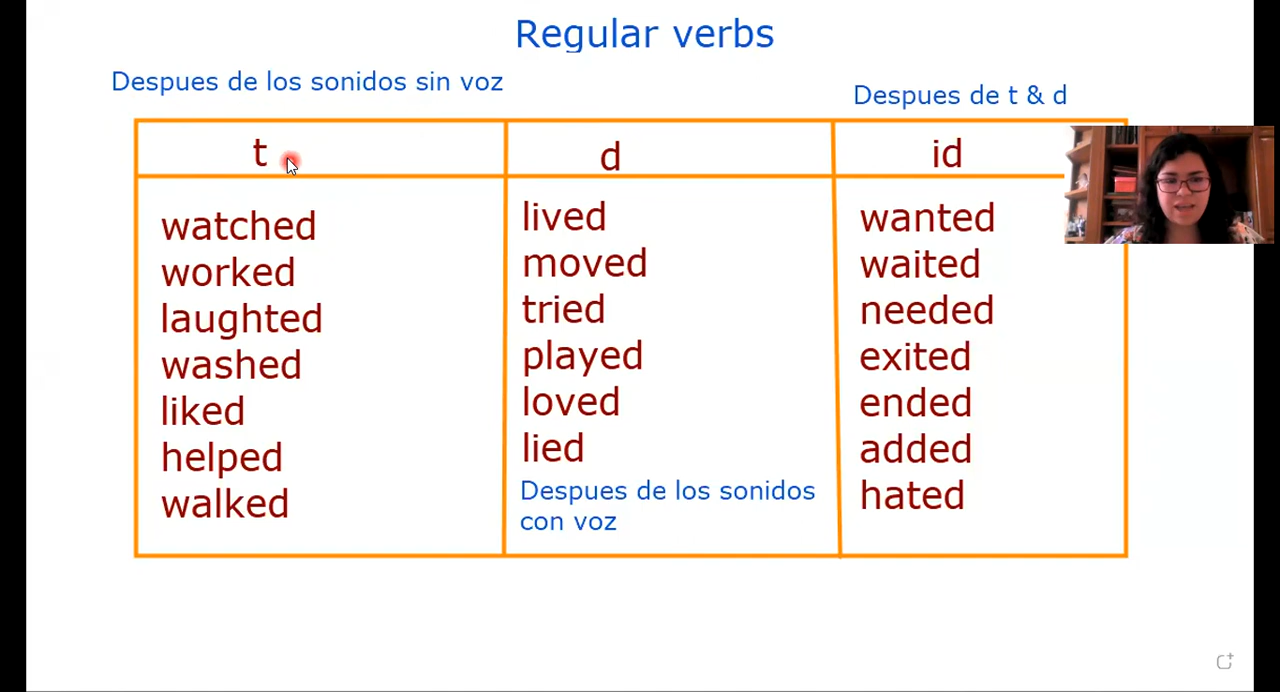 Regular verbs
Despues de los sonidos sin voz
Despues de t & d
t
d
id
watched
worked
laughted
washed
liked
helped
walked
lived
moved
tried
played
loved
lied
Despues de los sonidos
con voz
wanted
waited
needed
exited
ended
added
hated